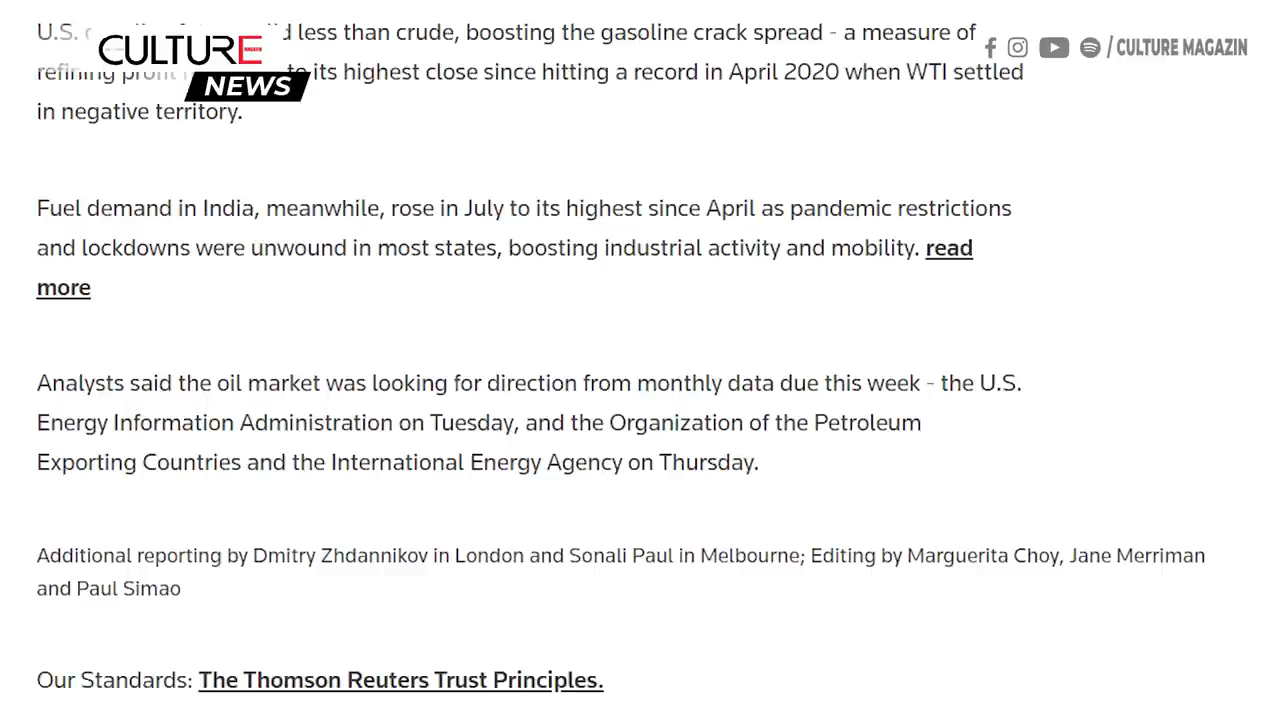 U.S. less than crude, boosting the gasoline crack spread - a measure of
CULTURE
NEWS
/ CULTURE MAGAZIN
refining profit to its highest close since hitting a record in April 2020 when WTI settled
in negative territory.
Fuel demand in India, meanwhile, rose in July to its highest since April as pandemic restrictions
and lockdowns were unwound in most states, boosting industrial activity and mobility. read
more
Analysts said the oil market was looking for direction from monthly data due this week - the U.S.
Energy Information Administration on Tuesday, and the Organization of the Petroleum
Exporting Countries and the International Energy Agency on Thursday.
Additional reporting by Dmitry Zhdannikov in London and Sonali Paul in Melbourne; Editing by Marguerita Choy, Jane Merriman
and Paul Simao
Our Standards: The Thomson Reuters Trust Principles.